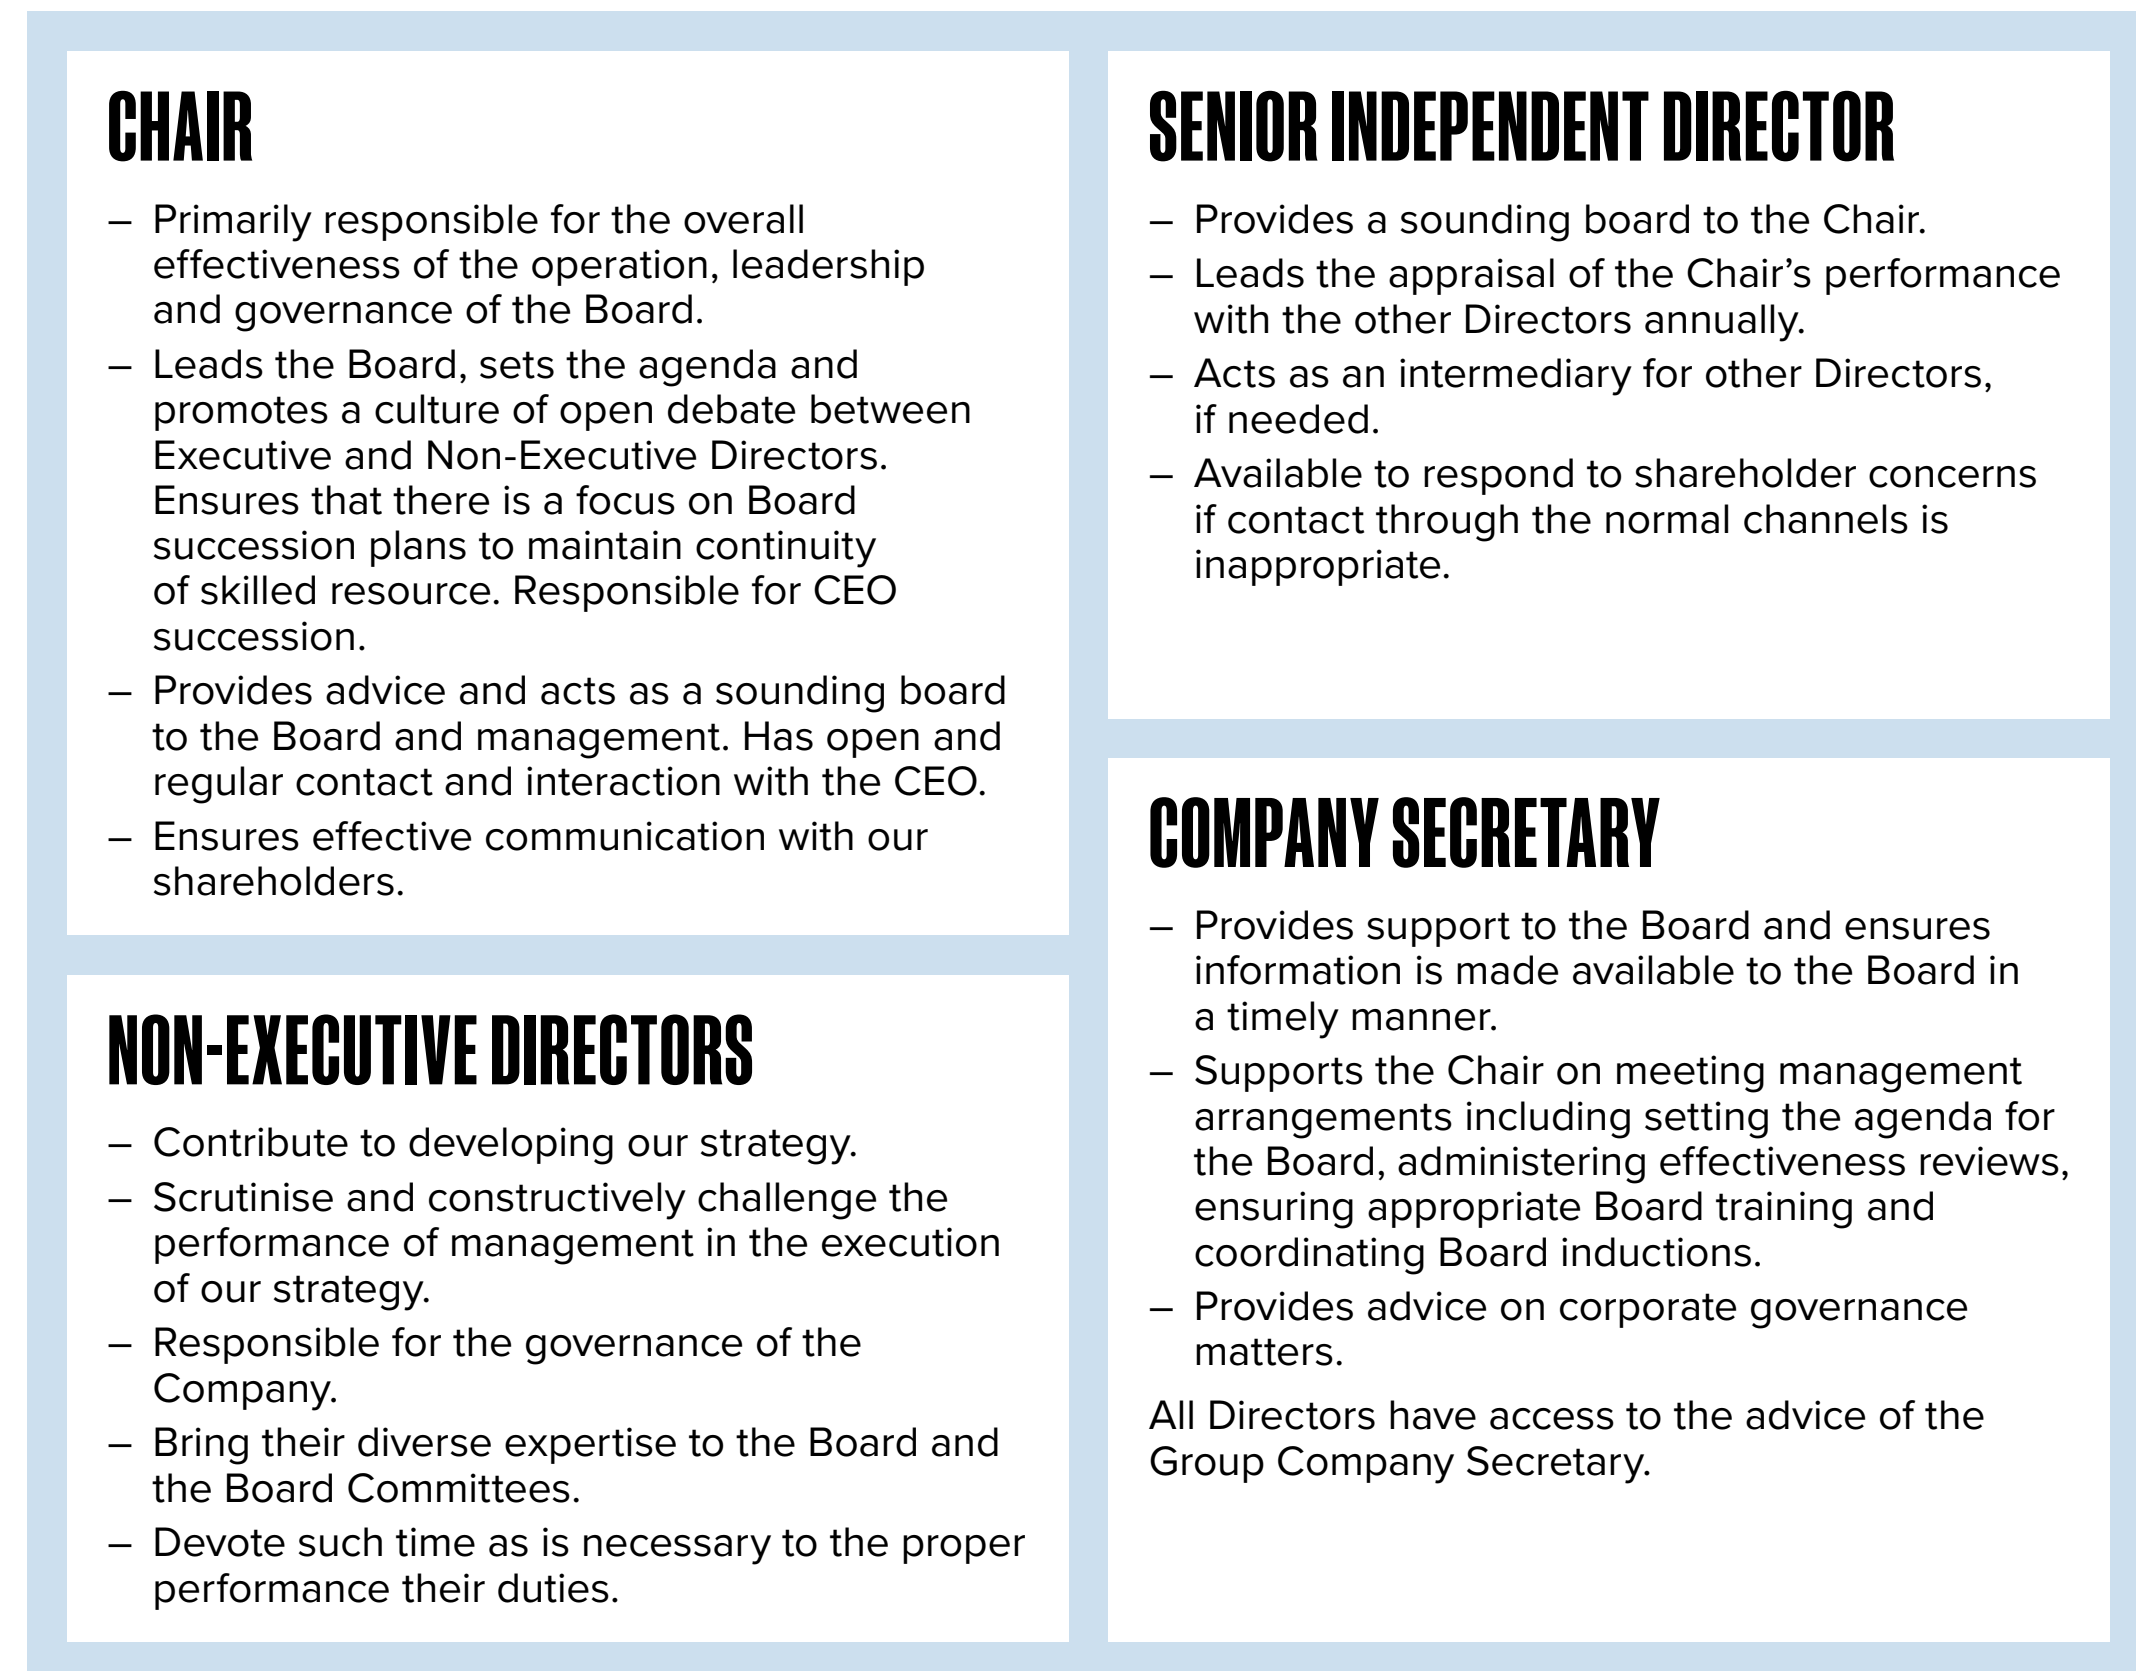 CHAIR
– Primarily responsible for the overall
effectiveness of the operation, leadership
and governance of the Board.
– Leads the Board, sets the agenda and
promotes a culture of open debate between
Executive and Non-Executive Directors.
Ensures that there is a focus on Board
succession plans to maintain continuity
of skilled resource. Responsible for CEO
succession.
– Provides advice and acts as a sounding board
to the Board and management. Has open and
regular contact and interaction with the CEO.
– Ensures effective communication with our
shareholders.
NON-EXECUTIVE DIRECTORS
– Contribute to developing our strategy.
– Scrutinise and constructively challenge the
performance of management in the execution
of our strategy.
– Responsible for the governance of the
Company.
– Bring their diverse expertise to the Board and
the Board Committees.
– Devote such time as is necessary to the proper
performance their duties.
SENIOR INDEPENDENT DIRECTOR
– Provides a sounding board to the Chair.
– Leads the appraisal of the Chair’s performance
with the other Directors annually.
– Acts as an intermediary for other Directors,
if needed.
– Available to respond to shareholder concerns
if contact through the normal channels is
inappropriate.
COMPANY SECRETARY
– Provides support to the Board and ensures
information is made available to the Board in
a timely manner.
– Supports the Chair on meeting management
arrangements including setting the agenda for
the Board, administering effectiveness reviews,
ensuring appropriate Board training and
coordinating Board inductions.
– Provides advice on corporate governance
matters.
All Directors have access to the advice of the
Group Company Secretary.